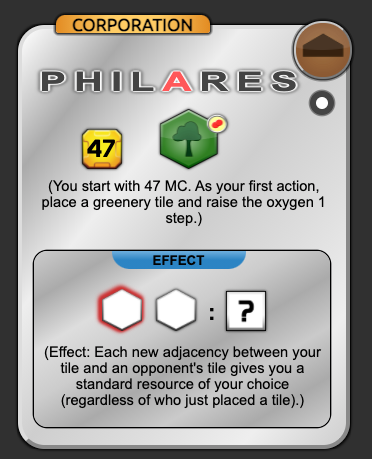 CORPORATION
PHILARES
47
(You start with 47 MC. As your first action,
place a greenery tile and raise the oxygen 1
step.)
EFFECT
: ?
(Effect: Each new adjacency between your
tile and an opponent's tile gives you a
standard resource of your choice
(regardless of who just placed a tile).)